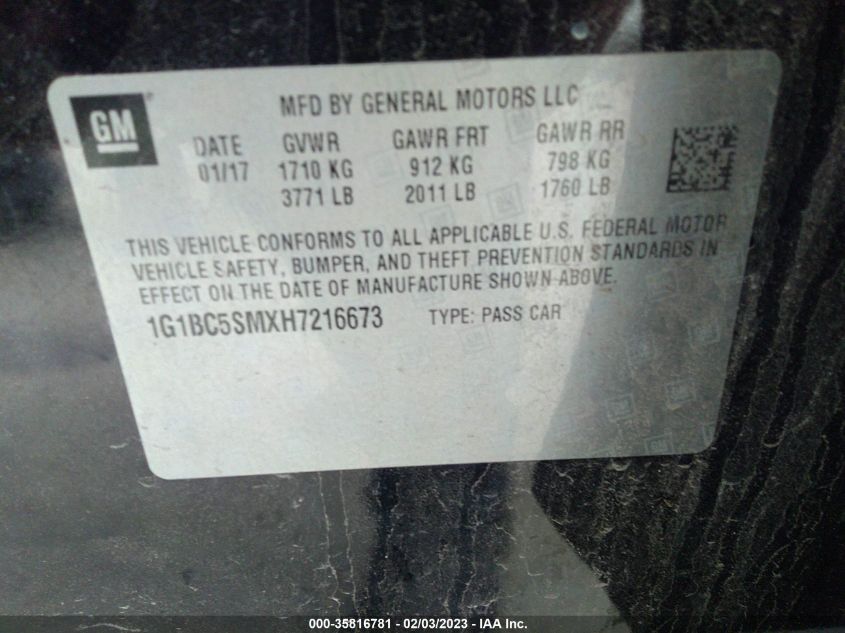 GM
MFD BY GENERAL MOTORS LLC
DATE GVWR GAWR FRT GAWR RR
01/17 1710 KG 912 KG 798 KG
3771 LB 2011 LB 1760 LB
THIS VEHICLE CONFORMS TO ALL APPLICABLE U.S. FEDERAL MOTOR
VEHICLE SAFETY, BUMPER, AND THEFT PREVENTION STANDARDS IN
EFFECT ON THE DATE OF MANUFACTURE SHOWN ABOVE.
1G1BC5SMXH7216673 TYPE: PASS CAR
000-35816781 - 02/03/2023 - IAA Inc.